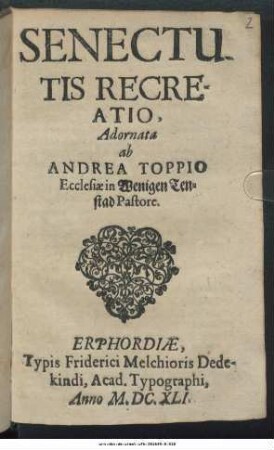 2
SENECTU-
TIS RECRE-
ATIO,
Adornata
ab
ANDREA TOPPIO
Ecclesiæ in Wenigen Ten-
stad Pastore.
ERPHORDIÆ,
Typis Friderici Melchioris Dede-
kindi, Acad. Typographi,
Anno M. DC. XLI.